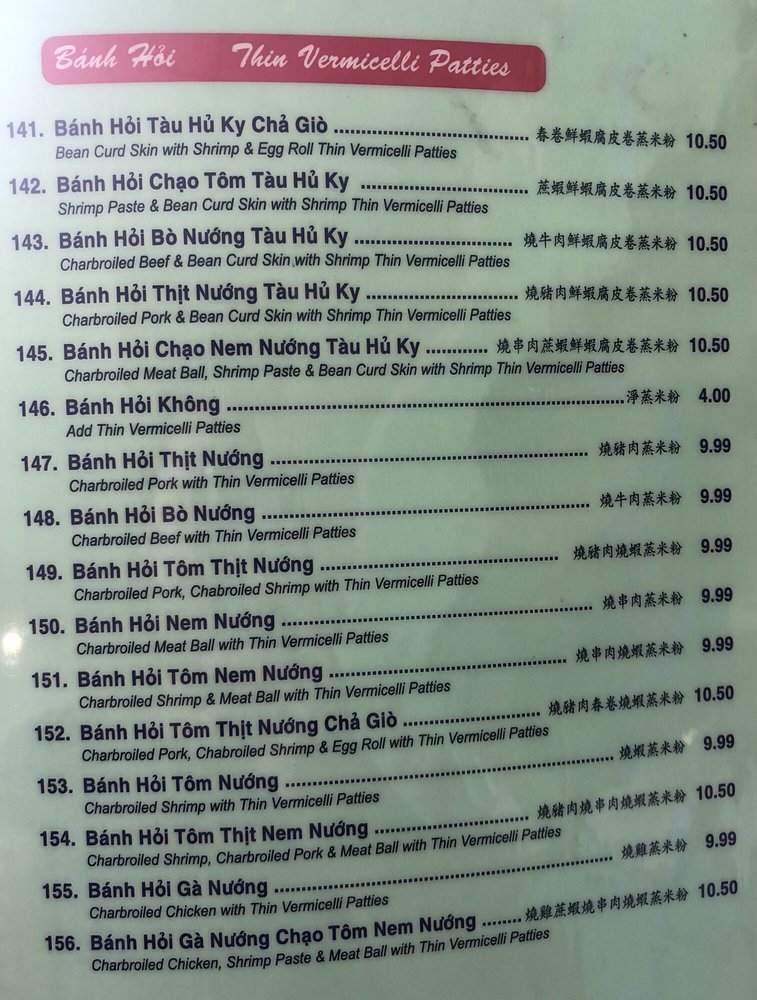 Bánh Hỏi Thin Vermicelli Patties
141. Bánh Hỏi Tàu Hủ Ky Chả Giò 春卷鮮蝦腐皮卷蒸米粉 10.50
Bean Curd Skin with Shrimp & Egg Roll Thin Vermicelli Patties
142. Bánh Hỏi Chạo Tôm Tàu Hủ Ky 蔗蝦鮮蝦腐皮卷蒸米粉 10.50
Shrimp Paste & Bean Curd Skin with Shrimp Thin Vermicelli Patties
143. Bánh Hỏi Bò Nướng Tàu Hủ Ky 燒牛肉鮮蝦腐皮卷蒸米粉 10.50
Charbroiled Beef & Bean Curd Skin with Shrimp Thin Vermicelli Patties
144. Bánh Hỏi Thịt Nướng Tàu Hủ Ky 燒豬肉鮮蝦腐皮卷蒸米粉 10.50
Charbroiled Pork & Bean Curd Skin with Shrimp Thin Vermicelli Patties
145. Bánh Hỏi Chạo Nem Nướng Tàu Hủ Ky 燒串肉蔗蝦鮮蝦腐皮卷蒸米粉 10.50
Charbroiled Meat Ball, Shrimp Paste & Bean Curd Skin with Shrimp Thin Vermicelli Patties
146. Bánh Hỏi Không 淨蒸米粉 4.00
Add Thin Vermicelli Patties
147. Bánh Hỏi Thịt Nướng 燒豬肉蒸米粉 9.99
Charbroiled Pork with Thin Vermicelli Patties
148. Bánh Hỏi Bò Nướng 燒牛肉蒸米粉 9.99
Charbroiled Beef with Thin Vermicelli Patties
149. Bánh Hỏi Tôm Thịt Nướng 燒豬肉燒蝦蒸米粉 9.99
Charbroiled Pork, Chabroiled Shrimp with Thin Vermicelli Patties
150. Bánh Hỏi Nem Nướng 燒串肉蒸米粉 9.99
Charbroiled Meat Ball with Thin Vermicelli Patties
151. Bánh Hỏi Tôm Nem Nướng 燒串肉燒蝦蒸米粉 9.99
Charbroiled Shrimp & Meat Ball with Thin Vermicelli Patties
152. Bánh Hỏi Tôm Thịt Nướng Chả Giò 燒豬肉春卷燒蝦蒸米粉 10.50
Charbroiled Pork, Chabroiled Shrimp & Egg Roll with Thin Vermicelli Patties
153. Bánh Hỏi Tôm Nướng 燒蝦蒸米粉 9.99
Charbroiled Shrimp with Thin Vermicelli Patties
154. Bánh Hỏi Tôm Thịt Nem Nướng 燒豬肉燒串肉燒蝦蒸米粉 10.50
Charbroiled Shrimp, Charbroiled Pork & Meat Ball with Thin Vermicelli Patties
155. Bánh Hỏi Gà Nướng 燒雞蒸米粉 9.99
Charbroiled Chicken with Thin Vermicelli Patties
156. Bánh Hỏi Gà Nướng Chạo Tôm Nem Nướng 燒雞蔗蝦燒串肉燒蝦蒸米粉 10.50
Charbroiled Chicken, Shrimp Paste & Meat Ball with Thin Vermicelli Patties